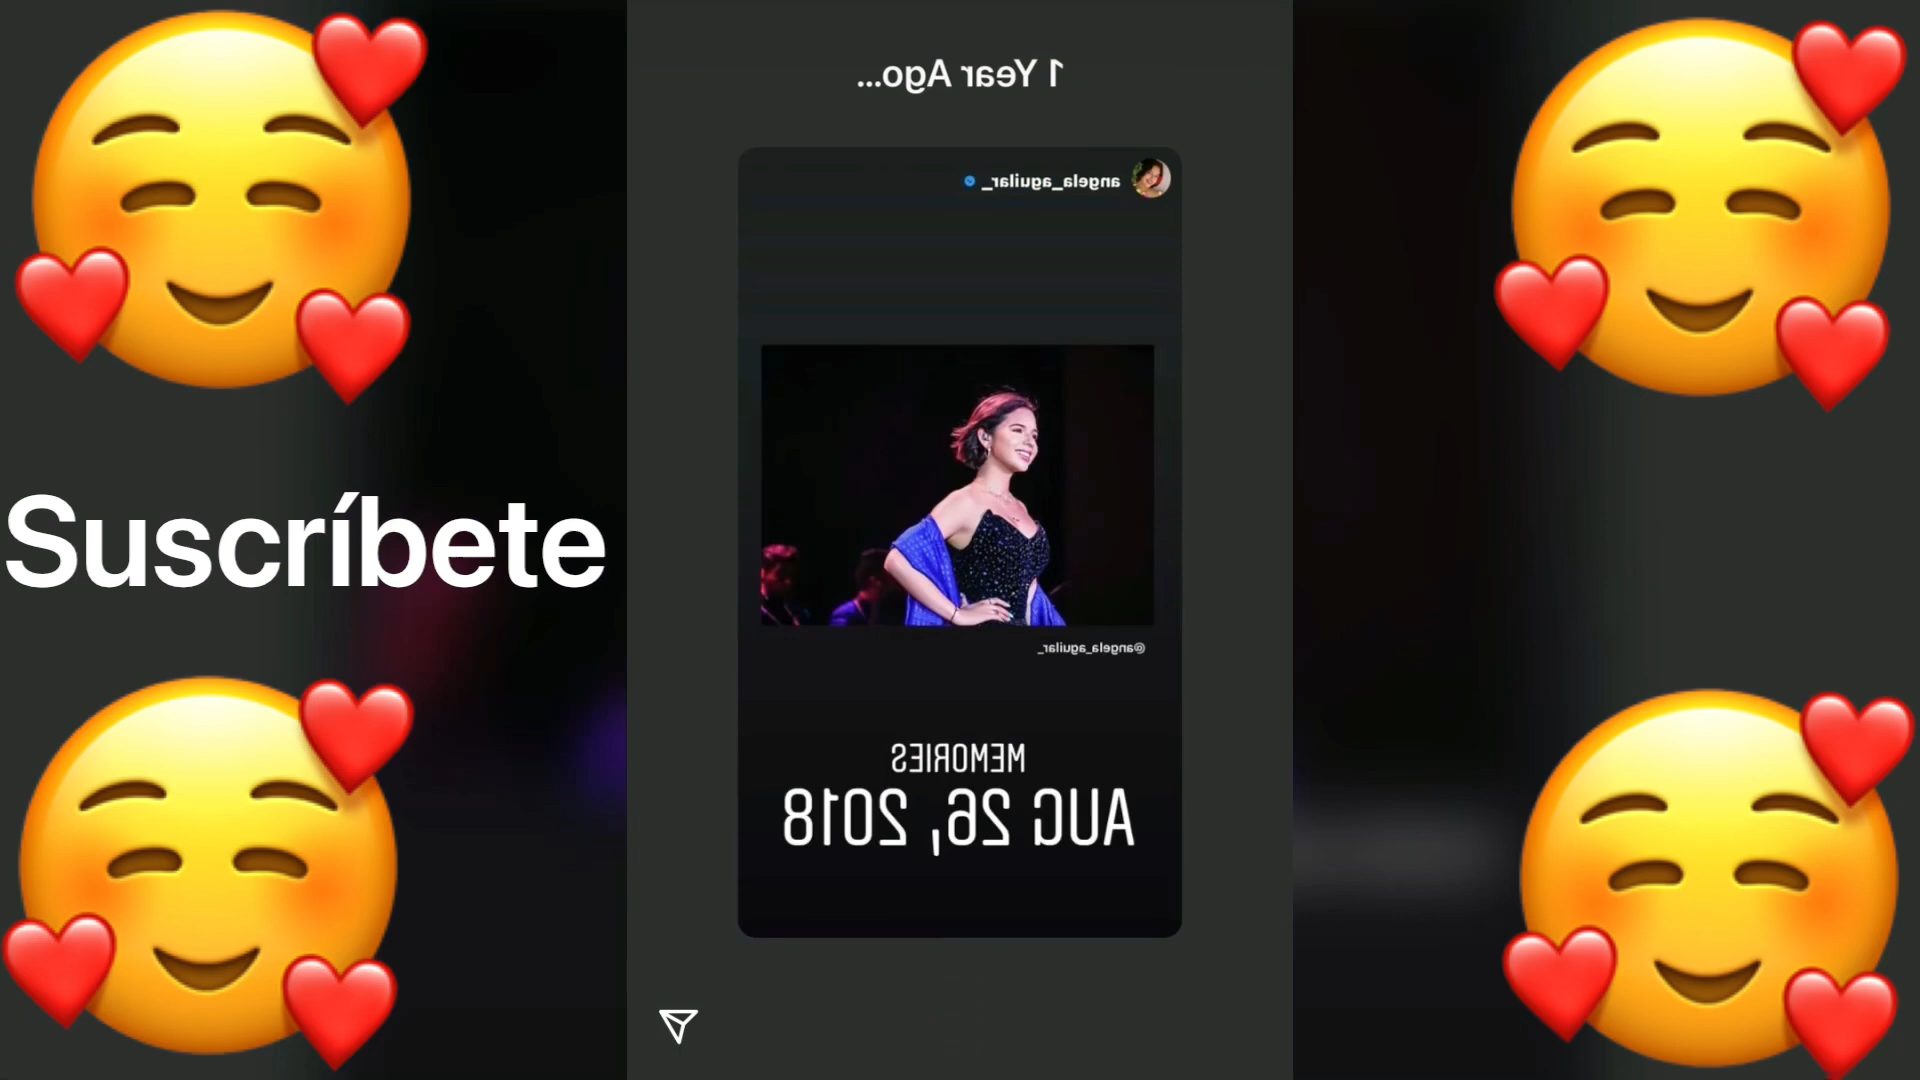 1 Year Ago...
angela_aguilar_
Suscríbete
@angela_aguilar_
MEMORIES
AUG 26, 2018